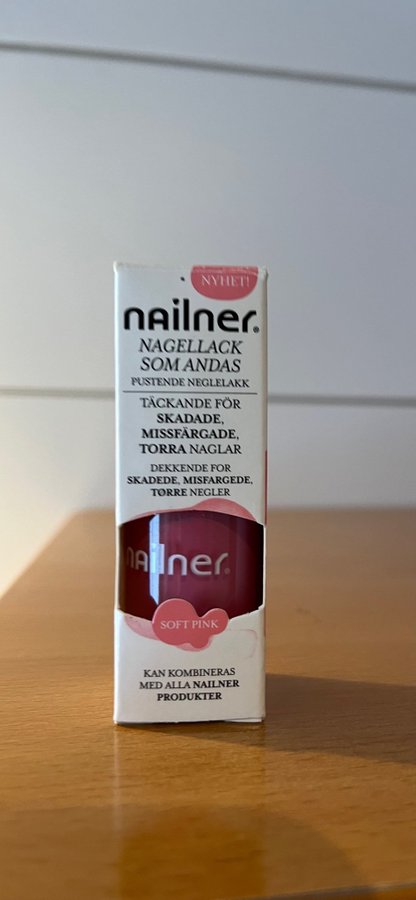 NYHET!
nailner®
NAGELLACK
SOM ANDAS
PUSTENDE NEGLELAKK
TÄCKANDE FÖR
SKADADE,
MISSFÄRGADE,
TORRA NAGLAR
DEKKENDE FOR
SKADEDE, MISFARGEDE,
TØRRE NEGLER
nailner®
SOFT PINK
KAN KOMBINERAS
MED ALLA NAILNER
PRODUKTER